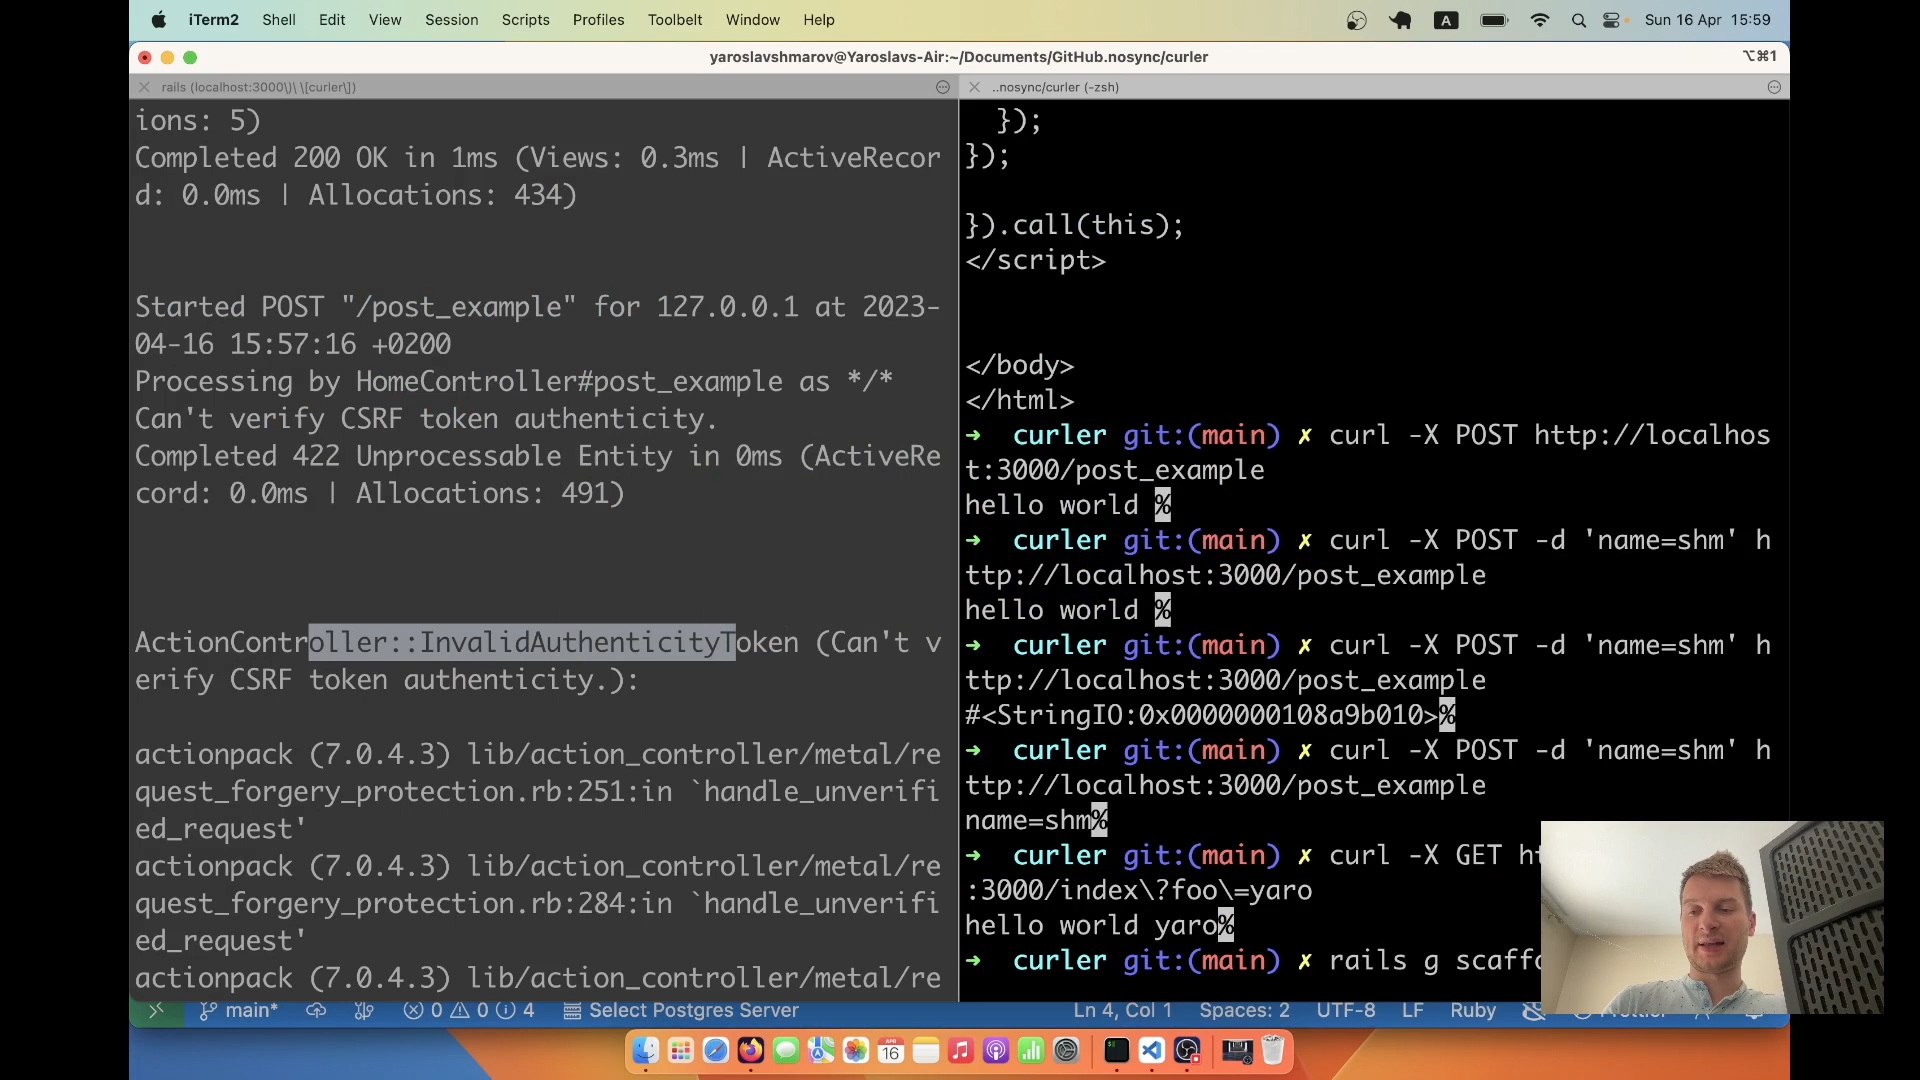 iTerm2 Shell Edit View Session Scripts Profiles Toolbelt Window Help A Sun 16 Apr 15:59
yaroslavshmarov@Yaroslavs-Air:~/Documents/GitHub.nosync/curler ⌥⌘1
rails (localhost:3000\)\ \[curler\])
..nosync/curler (-zsh)
ions: 5)
Completed 200 OK in 1ms (Views: 0.3ms | ActiveRecor
d: 0.0ms | Allocations: 434)
Started POST "/post_example" for 127.0.0.1 at 2023-
04-16 15:57:16 +0200
Processing by HomeController#post_example as */*
Can't verify CSRF token authenticity.
Completed 422 Unprocessable Entity in 0ms (ActiveRe
cord: 0.0ms | Allocations: 491)
ActionController::InvalidAuthenticityToken (Can't v
erify CSRF token authenticity.):
actionpack (7.0.4.3) lib/action_controller/metal/re
quest_forgery_protection.rb:251:in `handle_unverifi
ed_request'
actionpack (7.0.4.3) lib/action_controller/metal/re
quest_forgery_protection.rb:284:in `handle_unverifi
ed_request'
actionpack (7.0.4.3) lib/action_controller/metal/re
});
});
}).call(this);
</script>
</body>
</html>
➜ curler git:(main) ✗ curl -X POST http://localhos
t:3000/post_example
hello world %
➜ curler git:(main) ✗ curl -X POST -d 'name=shm' h
ttp://localhost:3000/post_example
hello world %
➜ curler git:(main) ✗ curl -X POST -d 'name=shm' h
ttp://localhost:3000/post_example
#<StringIO:0x0000000108a9b010>%
➜ curler git:(main) ✗ curl -X POST -d 'name=shm' h
ttp://localhost:3000/post_example
name=shm%
➜ curler git:(main) ✗ curl -X GET ht
:3000/index\?foo\=yaro
hello world yaro%
➜ curler git:(main) ✗ rails g scaffo
main* 0 0 4 Select Postgres Server Ln 4, Col 1 Spaces: 2 UTF-8 LF Ruby
APR
16